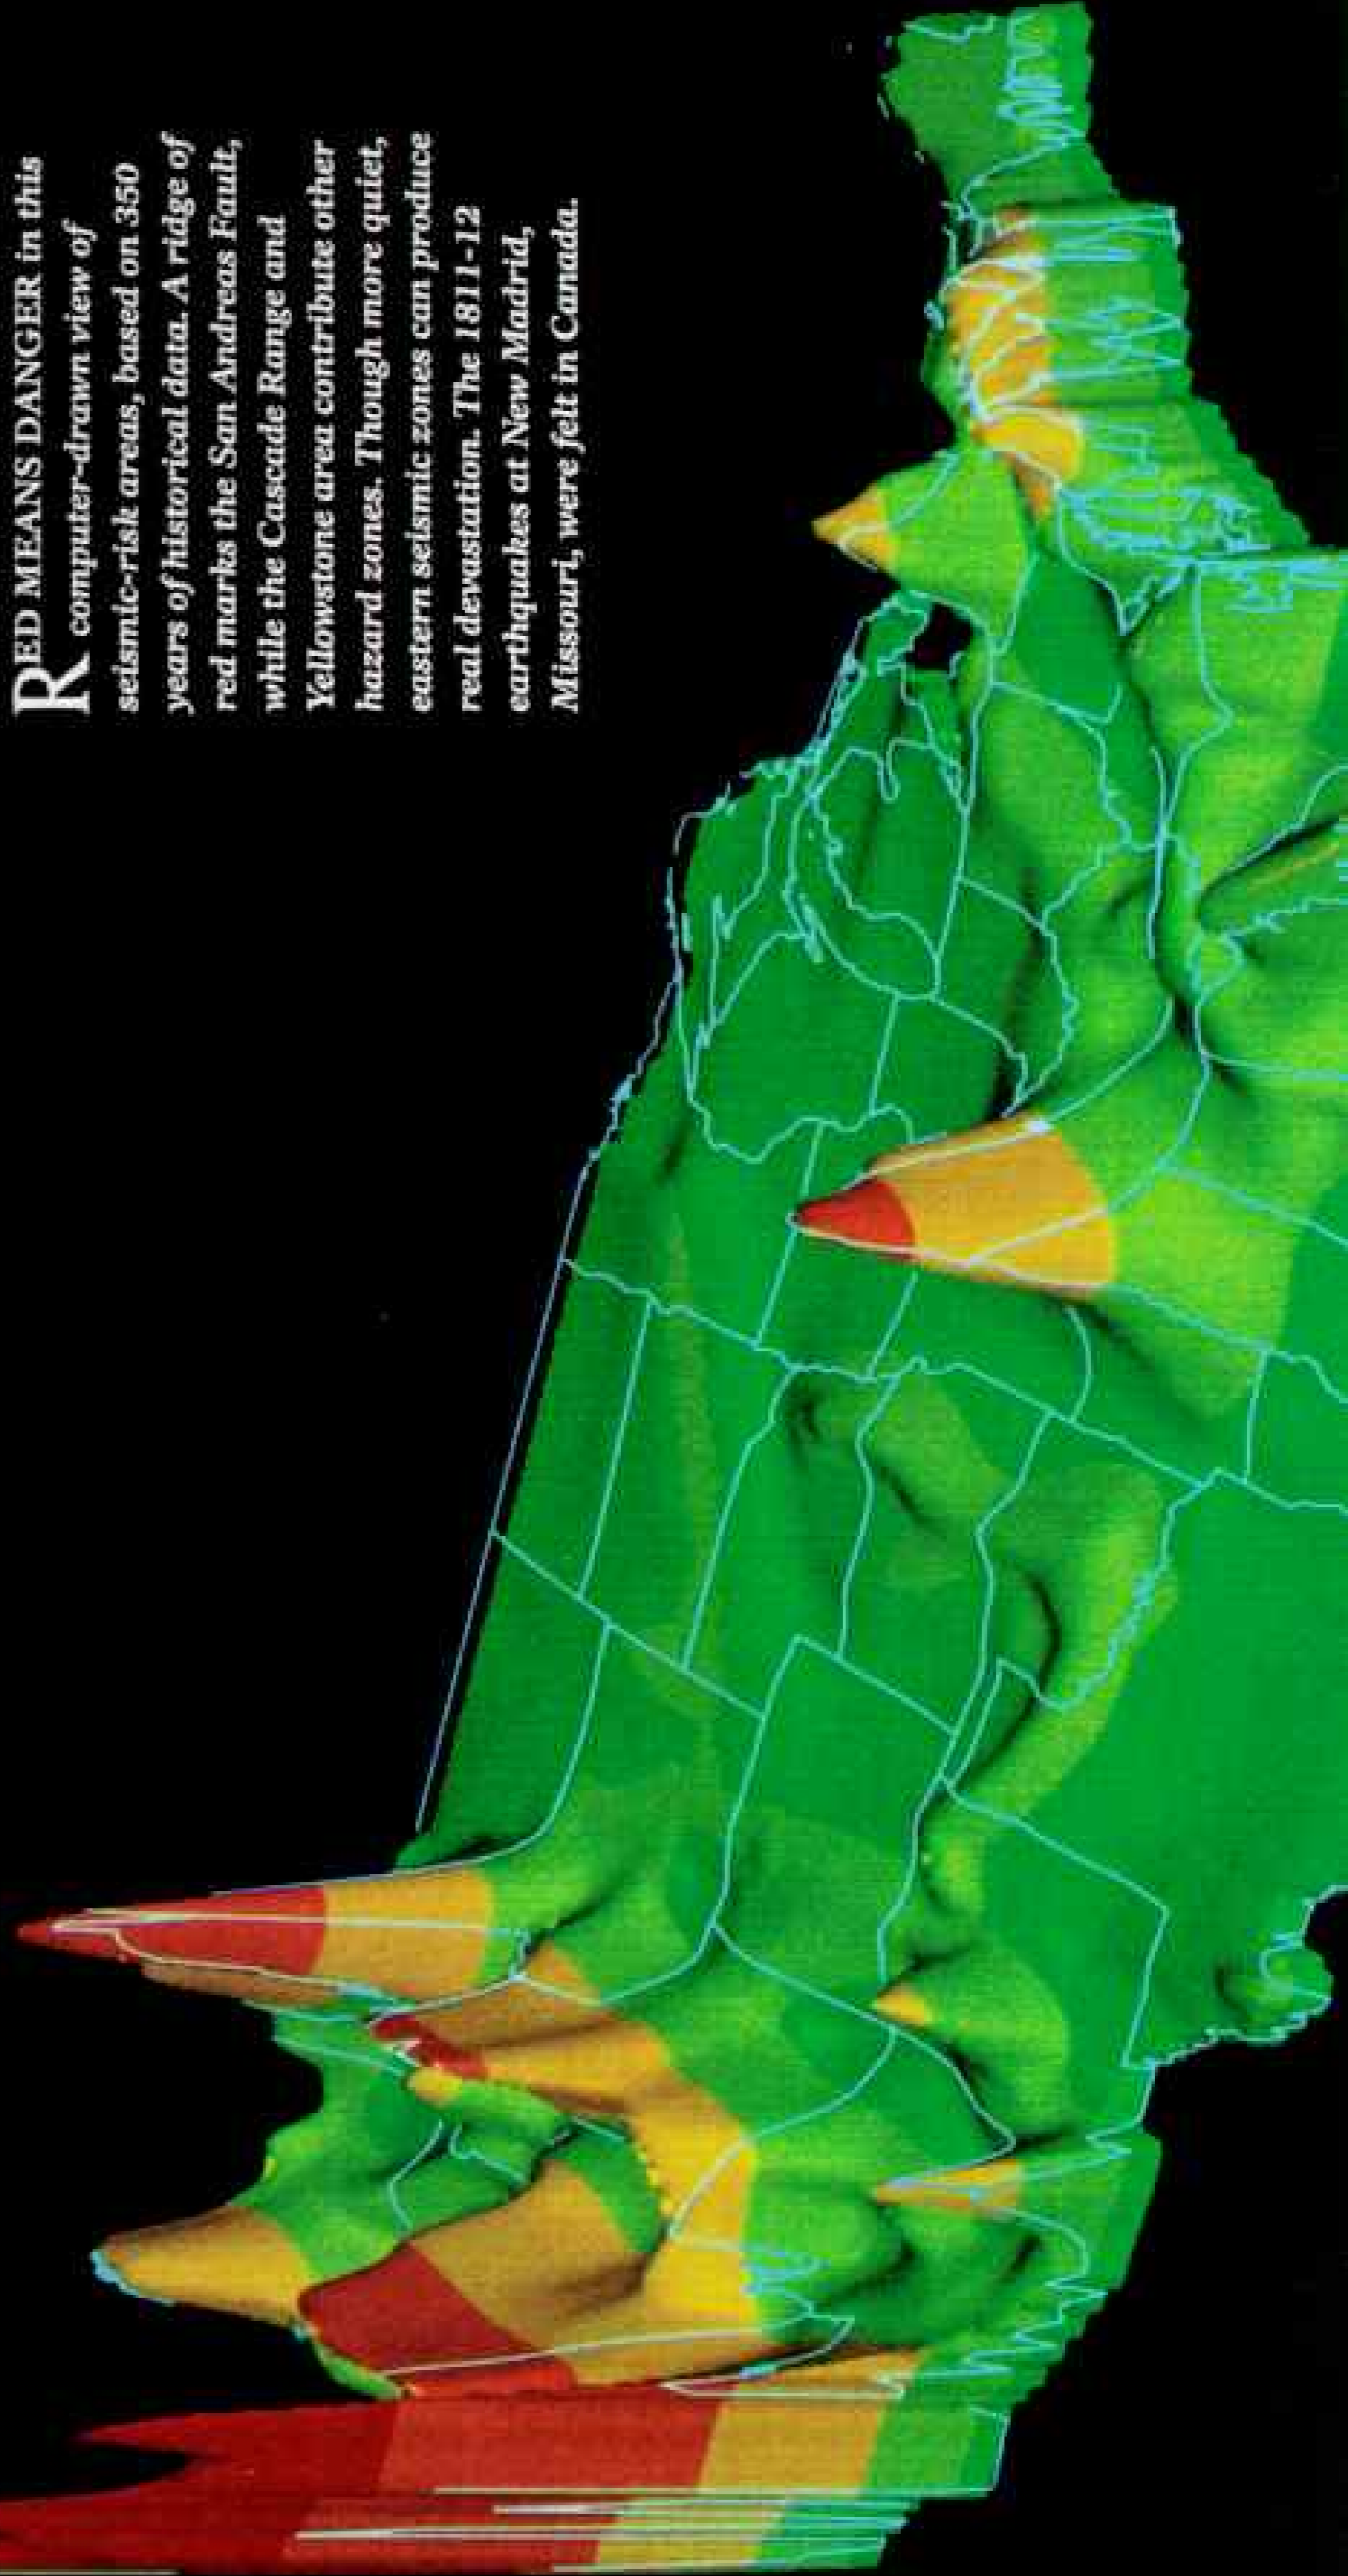 RED MEANS DANGER in this
computer-drawn view of
seismic-risk areas, based on 350
years of historical data. A ridge of
red marks the San Andreas Fault,
while the Cascade Range and
Yellowstone area contribute other
hazard zones. Though more quiet,
eastern seismic zones can produce
real devastation. The 1811-12
earthquakes at New Madrid,
Missouri, were felt in Canada.